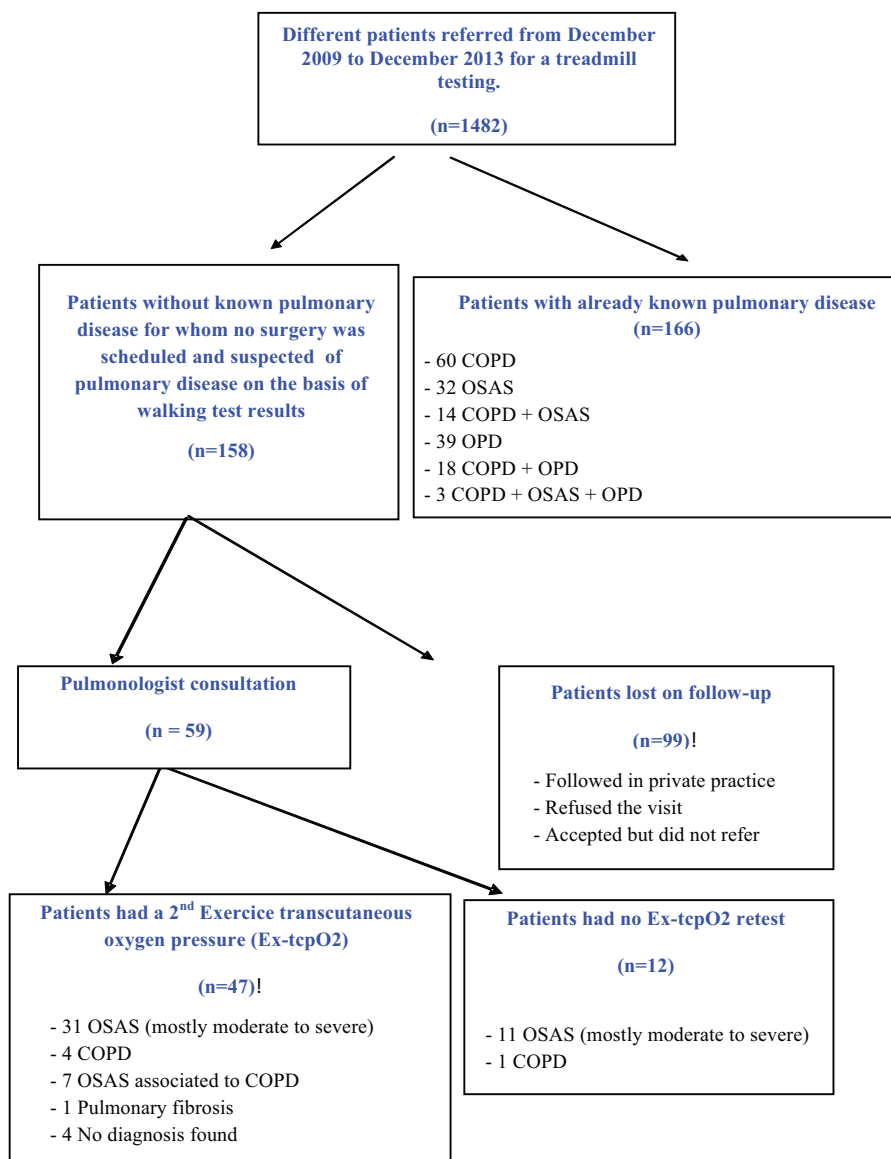 Different patients referred from December
2009 to December 2013 for a treadmill
testing.
(n=1482)
Patients without known pulmonary
disease for whom no surgery was
scheduled and suspected of
pulmonary disease on the basis of
walking test results
(n=158)
Patients with already known pulmonary disease
(n=166)
- 60 COPD
- 32 OSAS
- 14 COPD + OSAS
- 39 OPD
- 18 COPD + OPD
- 3 COPD + OSAS + OPD
Pulmonologist consultation
(n = 59)
Patients lost on follow-up
(n=99)!
- Followed in private practice
- Refused the visit
- Accepted but did not refer
Patients had a 2nd Exercice transcutaneous
oxygen pressure (Ex-tcpO2)
(n=47)!
- 31 OSAS (mostly moderate to severe)
- 4 COPD
- 7 OSAS associated to COPD
- 1 Pulmonary fibrosis
- 4 No diagnosis found
Patients had no Ex-tcpO2 retest
(n=12)
- 11 OSAS (mostly moderate to severe)
- 1 COPD